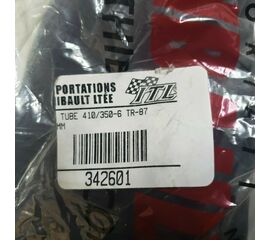 PORTATIONS
IBAULT LTÉE
ITL
TUBE 410/350-6 TR-87
MM
342601